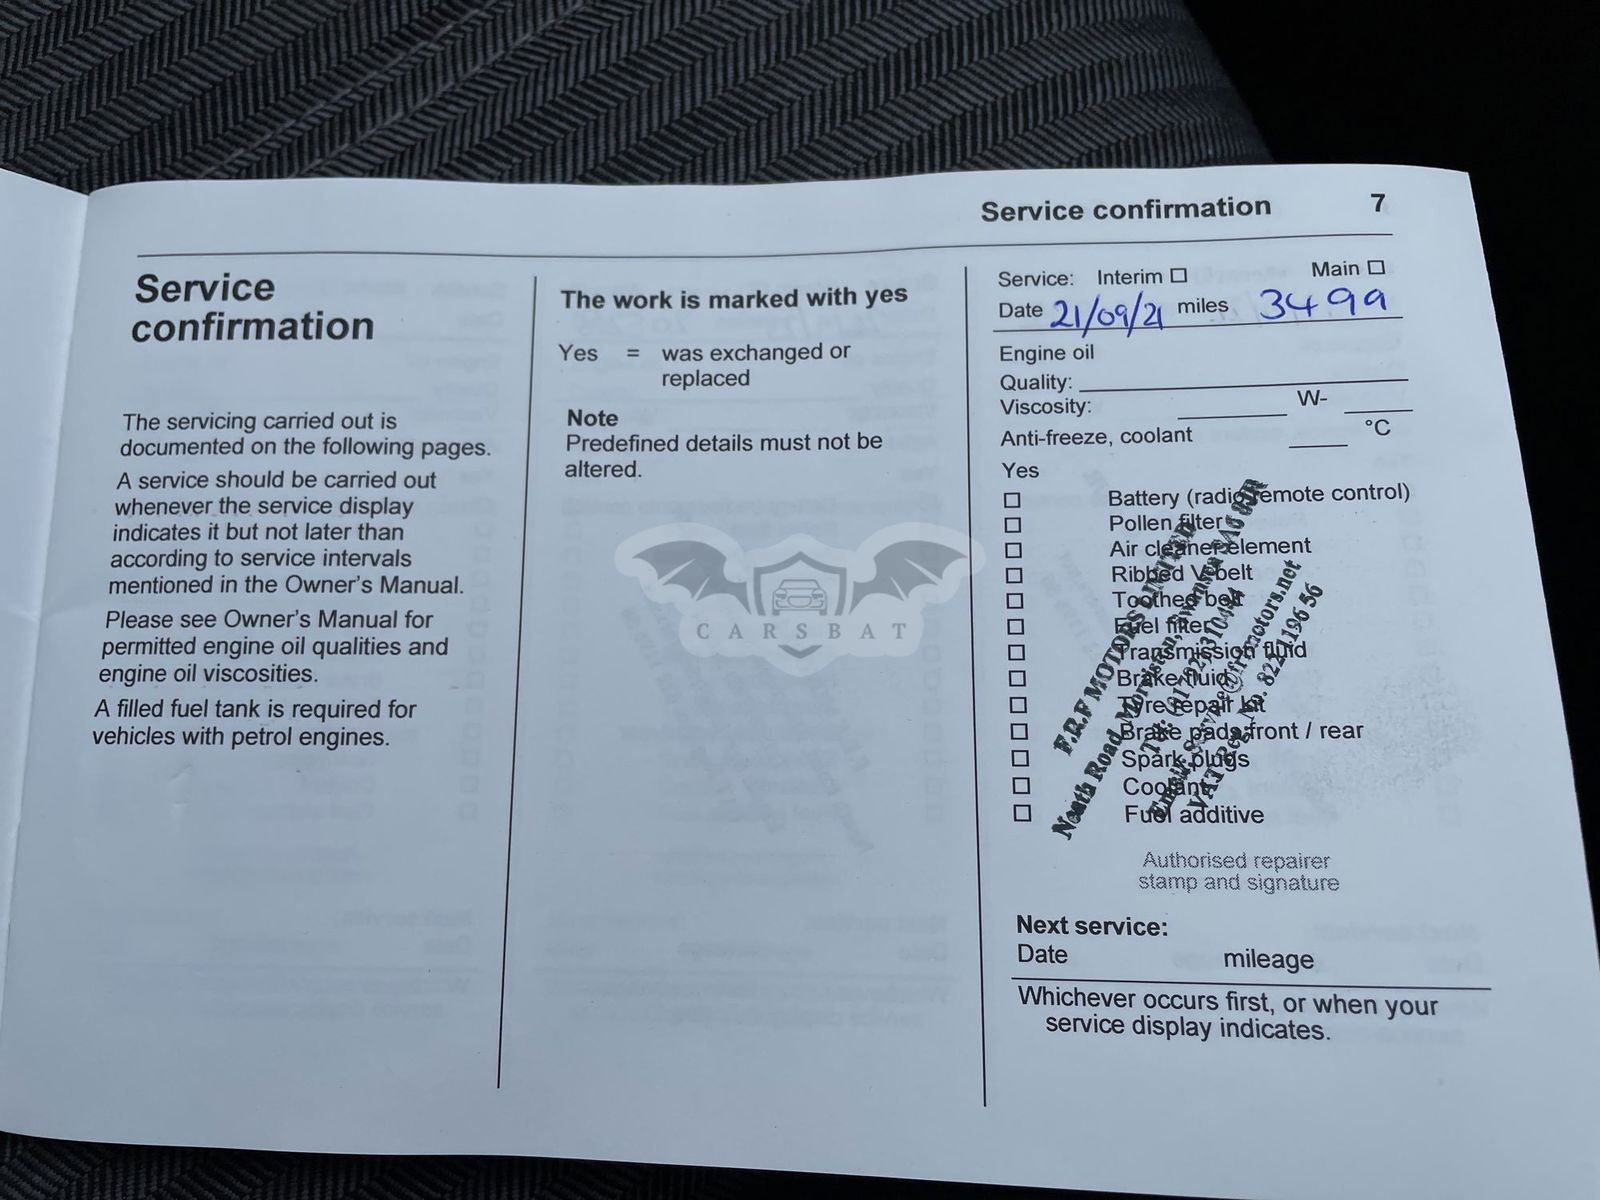 Service confirmation 7
Service
confirmation
The servicing carried out is
documented on the following pages.
A service should be carried out
whenever the service display
indicates it but not later than
according to service intervals
mentioned in the Owner's Manual.
Please see Owner's Manual for
permitted engine oil qualities and
engine oil viscosities.
A filled fuel tank is required for
vehicles with petrol engines.
The work is marked with yes
Yes = was exchanged or
replaced
Note
Predefined details must not be
altered.
Service: Interim Main
Date 21/09/21 miles 3499
Engine oil
Quality:
Viscosity: W-
Anti-freeze, coolant °C
Yes
Battery (radio remote control)
Pollen filter
Air cleaner element
Ribbed V-belt
Toothed belt
Fuel filter
Transmission fluid
Brake fluid
Tyre repair kit
Brake pads front / rear
Spark plugs
Coolant
Fuel additive
F.R.F MOTORS LIMITED
Neath Road, Morriston, Swansea
Authorised repairer
stamp and signature
Next service:
Date mileage
Whichever occurs first, or when your
service display indicates.
CARSBAT